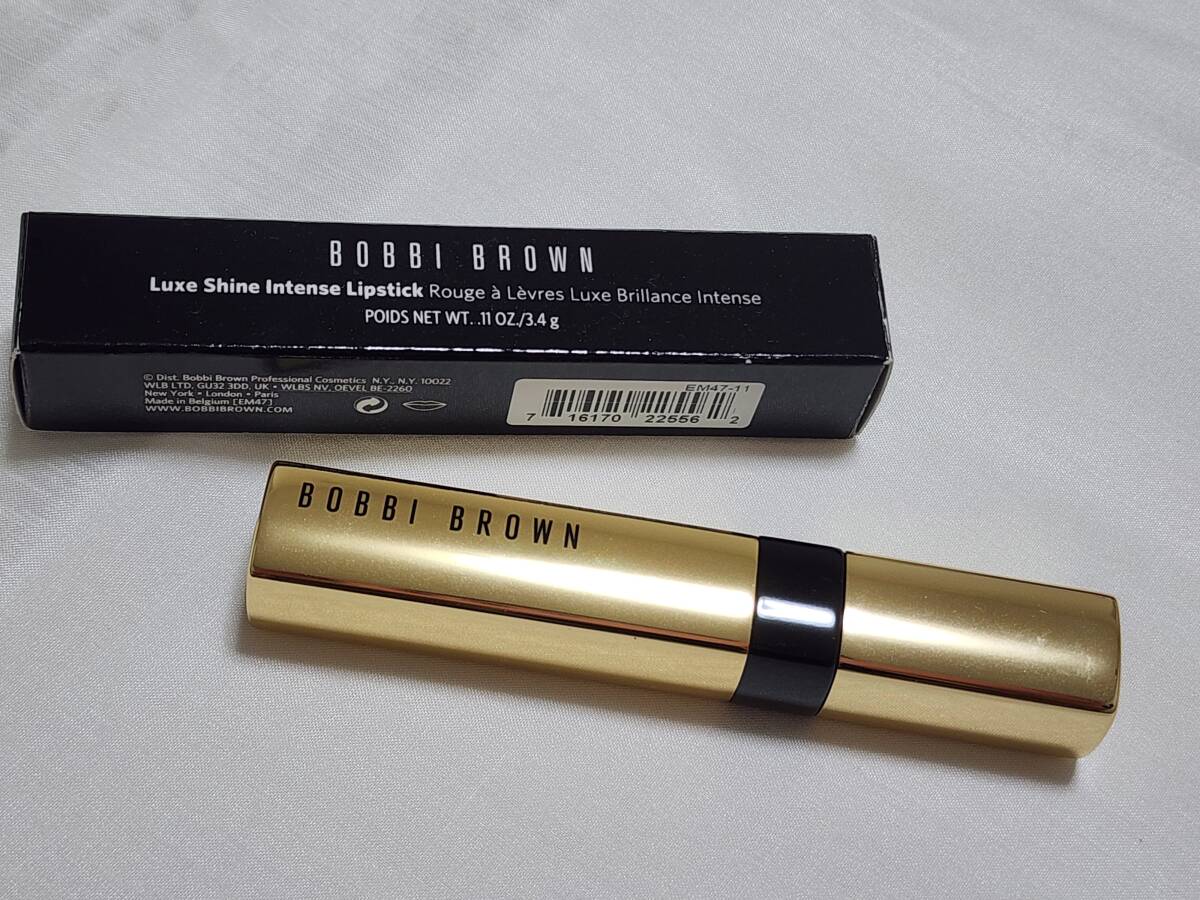 BOBBI BROWN
Luxe Shine Intense Lipstick Rouge à Lèvres Luxe Brillance Intense
POIDS NET WT. .11 OZ./3.4 g
© Dist. Bobbi Brown Professional Cosmetics N.Y., N.Y. 10022
WLB LTD, GU32 3DD, UK • WLBS NV, OEVEL BE-2260
New York • London • Paris
Made in Belgium [EM47]
WWW.BOBBIBROWN.COM
EM47-11
7 16170 22556 2
BOBBI BROWN